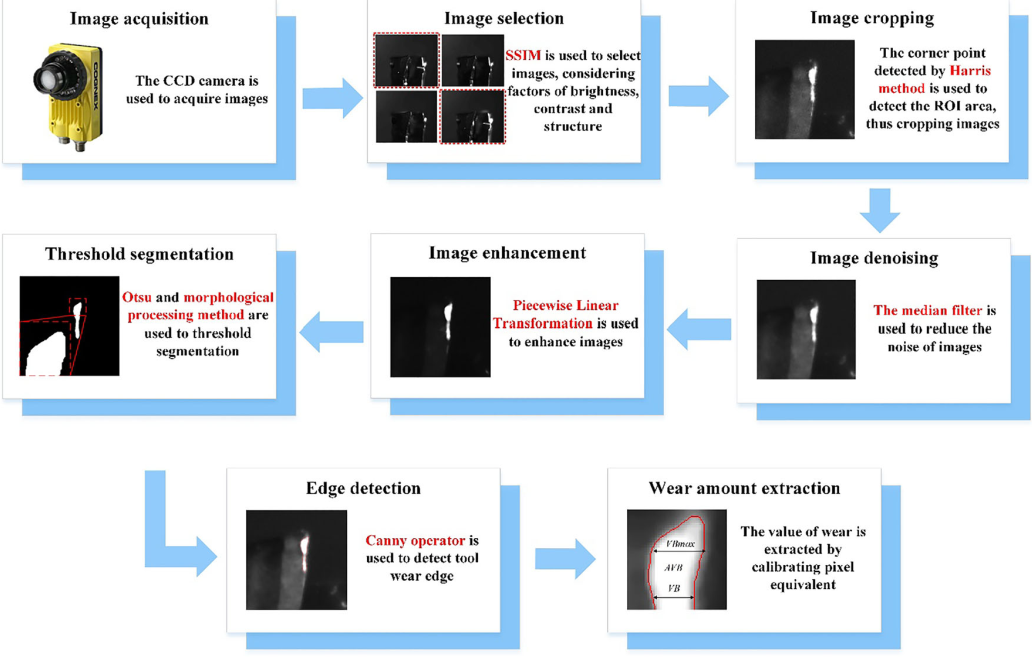 Image acquisition
COGNEX
The CCD camera is
used to acquire images
Image selection
SSIM is used to select
images, considering
factors of brightness,
contrast and
structure
Image cropping
The corner point
detected by Harris
method is used to
detect the ROI area,
thus cropping images
Image denoising
The median filter is
used to reduce the
noise of images
Image enhancement
Piecewise Linear
Transformation is used
to enhance images
Threshold segmentation
Otsu and morphological
processing method are
used to threshold
segmentation
Edge detection
Canny operator is
used to detect tool
wear edge
Wear amount extraction
VBmax
AVB
VB
The value of wear is
extracted by
calibrating pixel
equivalent